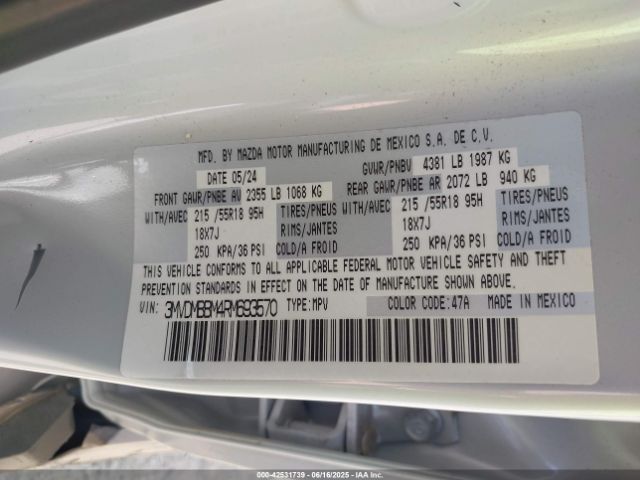 MFD. BY MAZDA MOTOR MANUFACTURING DE MEXICO S.A. DE C.V.
DATE 05/24 GVWR/PNBV 4381 LB 1987 KG
FRONT GAWR/PNBE AV 2355 LB 1068 KG REAR GAWR/PNBE AR 2072 LB 940 KG
WITH/AVEC 215 /55R18 95H TIRES/PNEUS WITH/AVEC 215 /55R18 95H TIRES/PNEUS
18X7J RIMS/JANTES 18X7J RIMS/JANTES
250 KPA/36 PSI COLD/A FROID 250 KPA/36 PSI COLD/A FROID
THIS VEHICLE CONFORMS TO ALL APPLICABLE FEDERAL MOTOR VEHICLE SAFETY AND THEFT
PREVENTION STANDARDS IN EFFECT ON THE DATE OF MANUFACTURE SHOWN ABOVE.
VIN: 3MVDMBBM4RM693570 TYPE:MPV COLOR CODE:47A MADE IN MEXICO
000-42531739 - 06/16/2025 - IAA Inc.